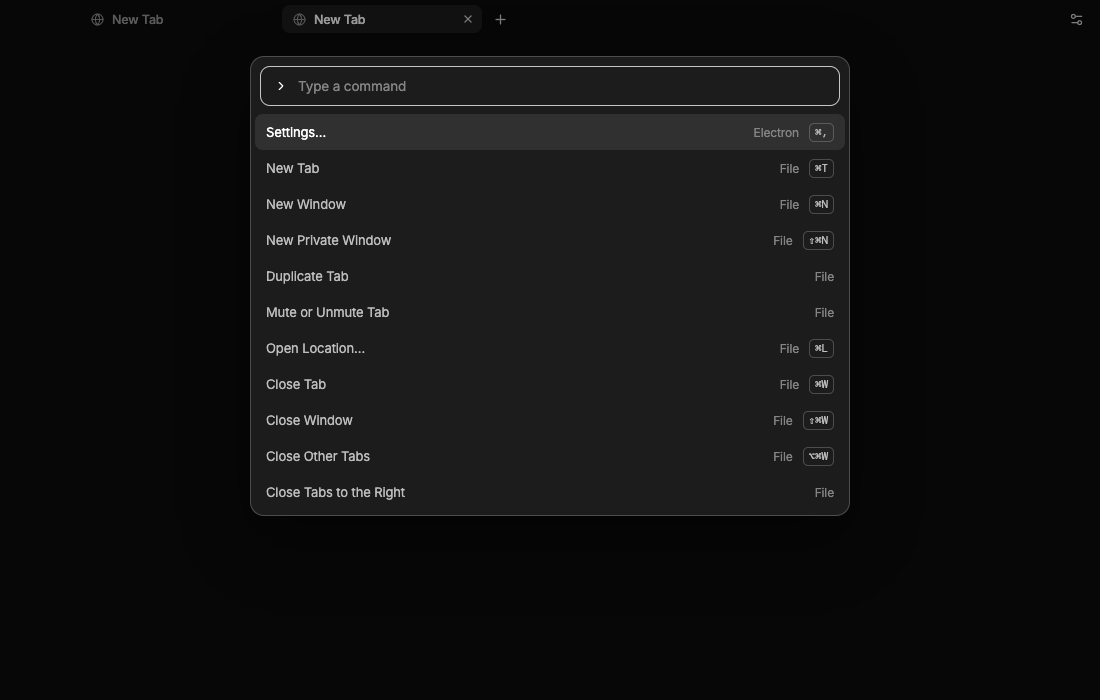 New Tab
New Tab
Type a command
Settings... Electron ⌘,
New Tab File ⌘T
New Window File ⌘N
New Private Window File ⇧⌘N
Duplicate Tab File
Mute or Unmute Tab File
Open Location... File ⌘L
Close Tab File ⌘W
Close Window File ⇧⌘W
Close Other Tabs File ⌥⌘W
Close Tabs to the Right File